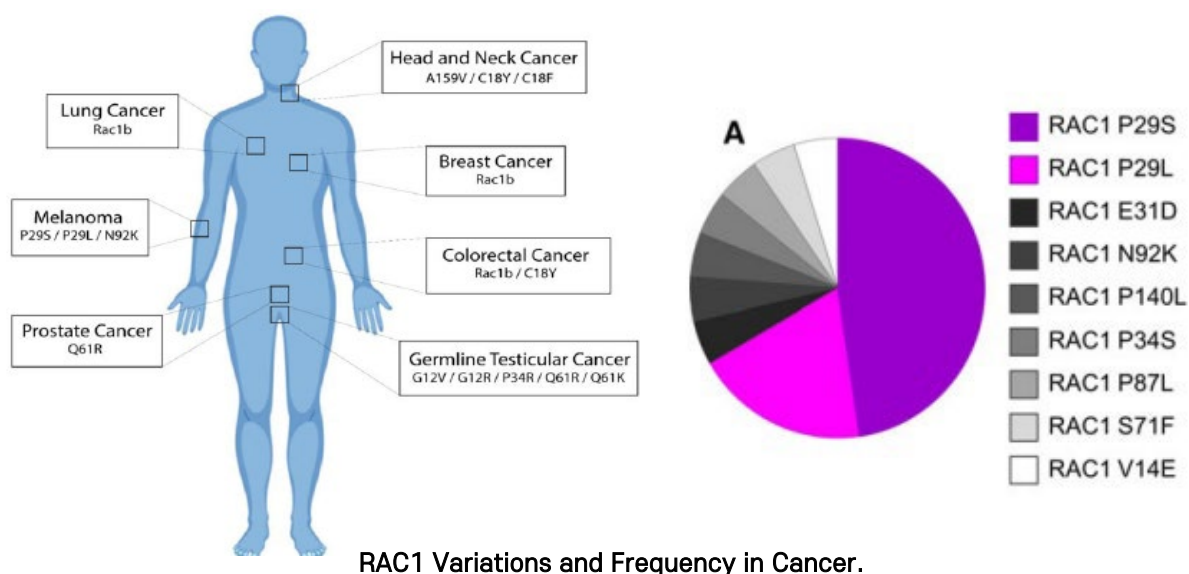 Head and Neck Cancer
A159V / C18Y / C18F
Lung Cancer
Rac1b
Breast Cancer
Rac1b
Melanoma
P29S / P29L / N92K
Colorectal Cancer
Rac1b / C18Y
Prostate Cancer
Q61R
Germline Testicular Cancer
G12V / G12R / P34R / Q61R / Q61K
A
RAC1 P29S
RAC1 P29L
RAC1 E31D
RAC1 N92K
RAC1 P140L
RAC1 P34S
RAC1 P87L
RAC1 S71F
RAC1 V14E
RAC1 Variations and Frequency in Cancer.